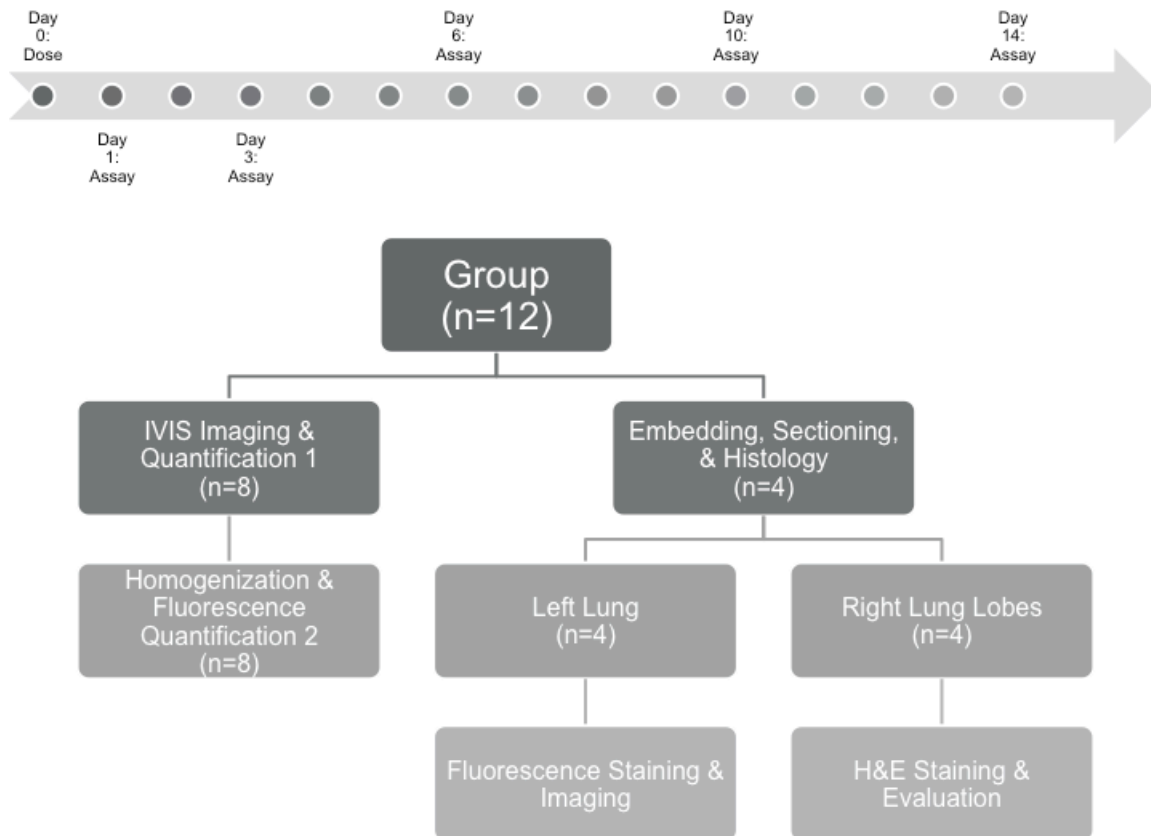 Day
0:
Dose
Day
6:
Assay
Day
10:
Assay
Day
14:
Assay
Day
1:
Assay
Day
3:
Assay
Group
(n=12)
IVIS Imaging &
Quantification 1
(n=8)
Embedding, Sectioning,
& Histology
(n=4)
Homogenization &
Fluorescence
Quantification 2
(n=8)
Left Lung
(n=4)
Right Lung Lobes
(n=4)
Fluorescence Staining &
Imaging
H&E Staining &
Evaluation